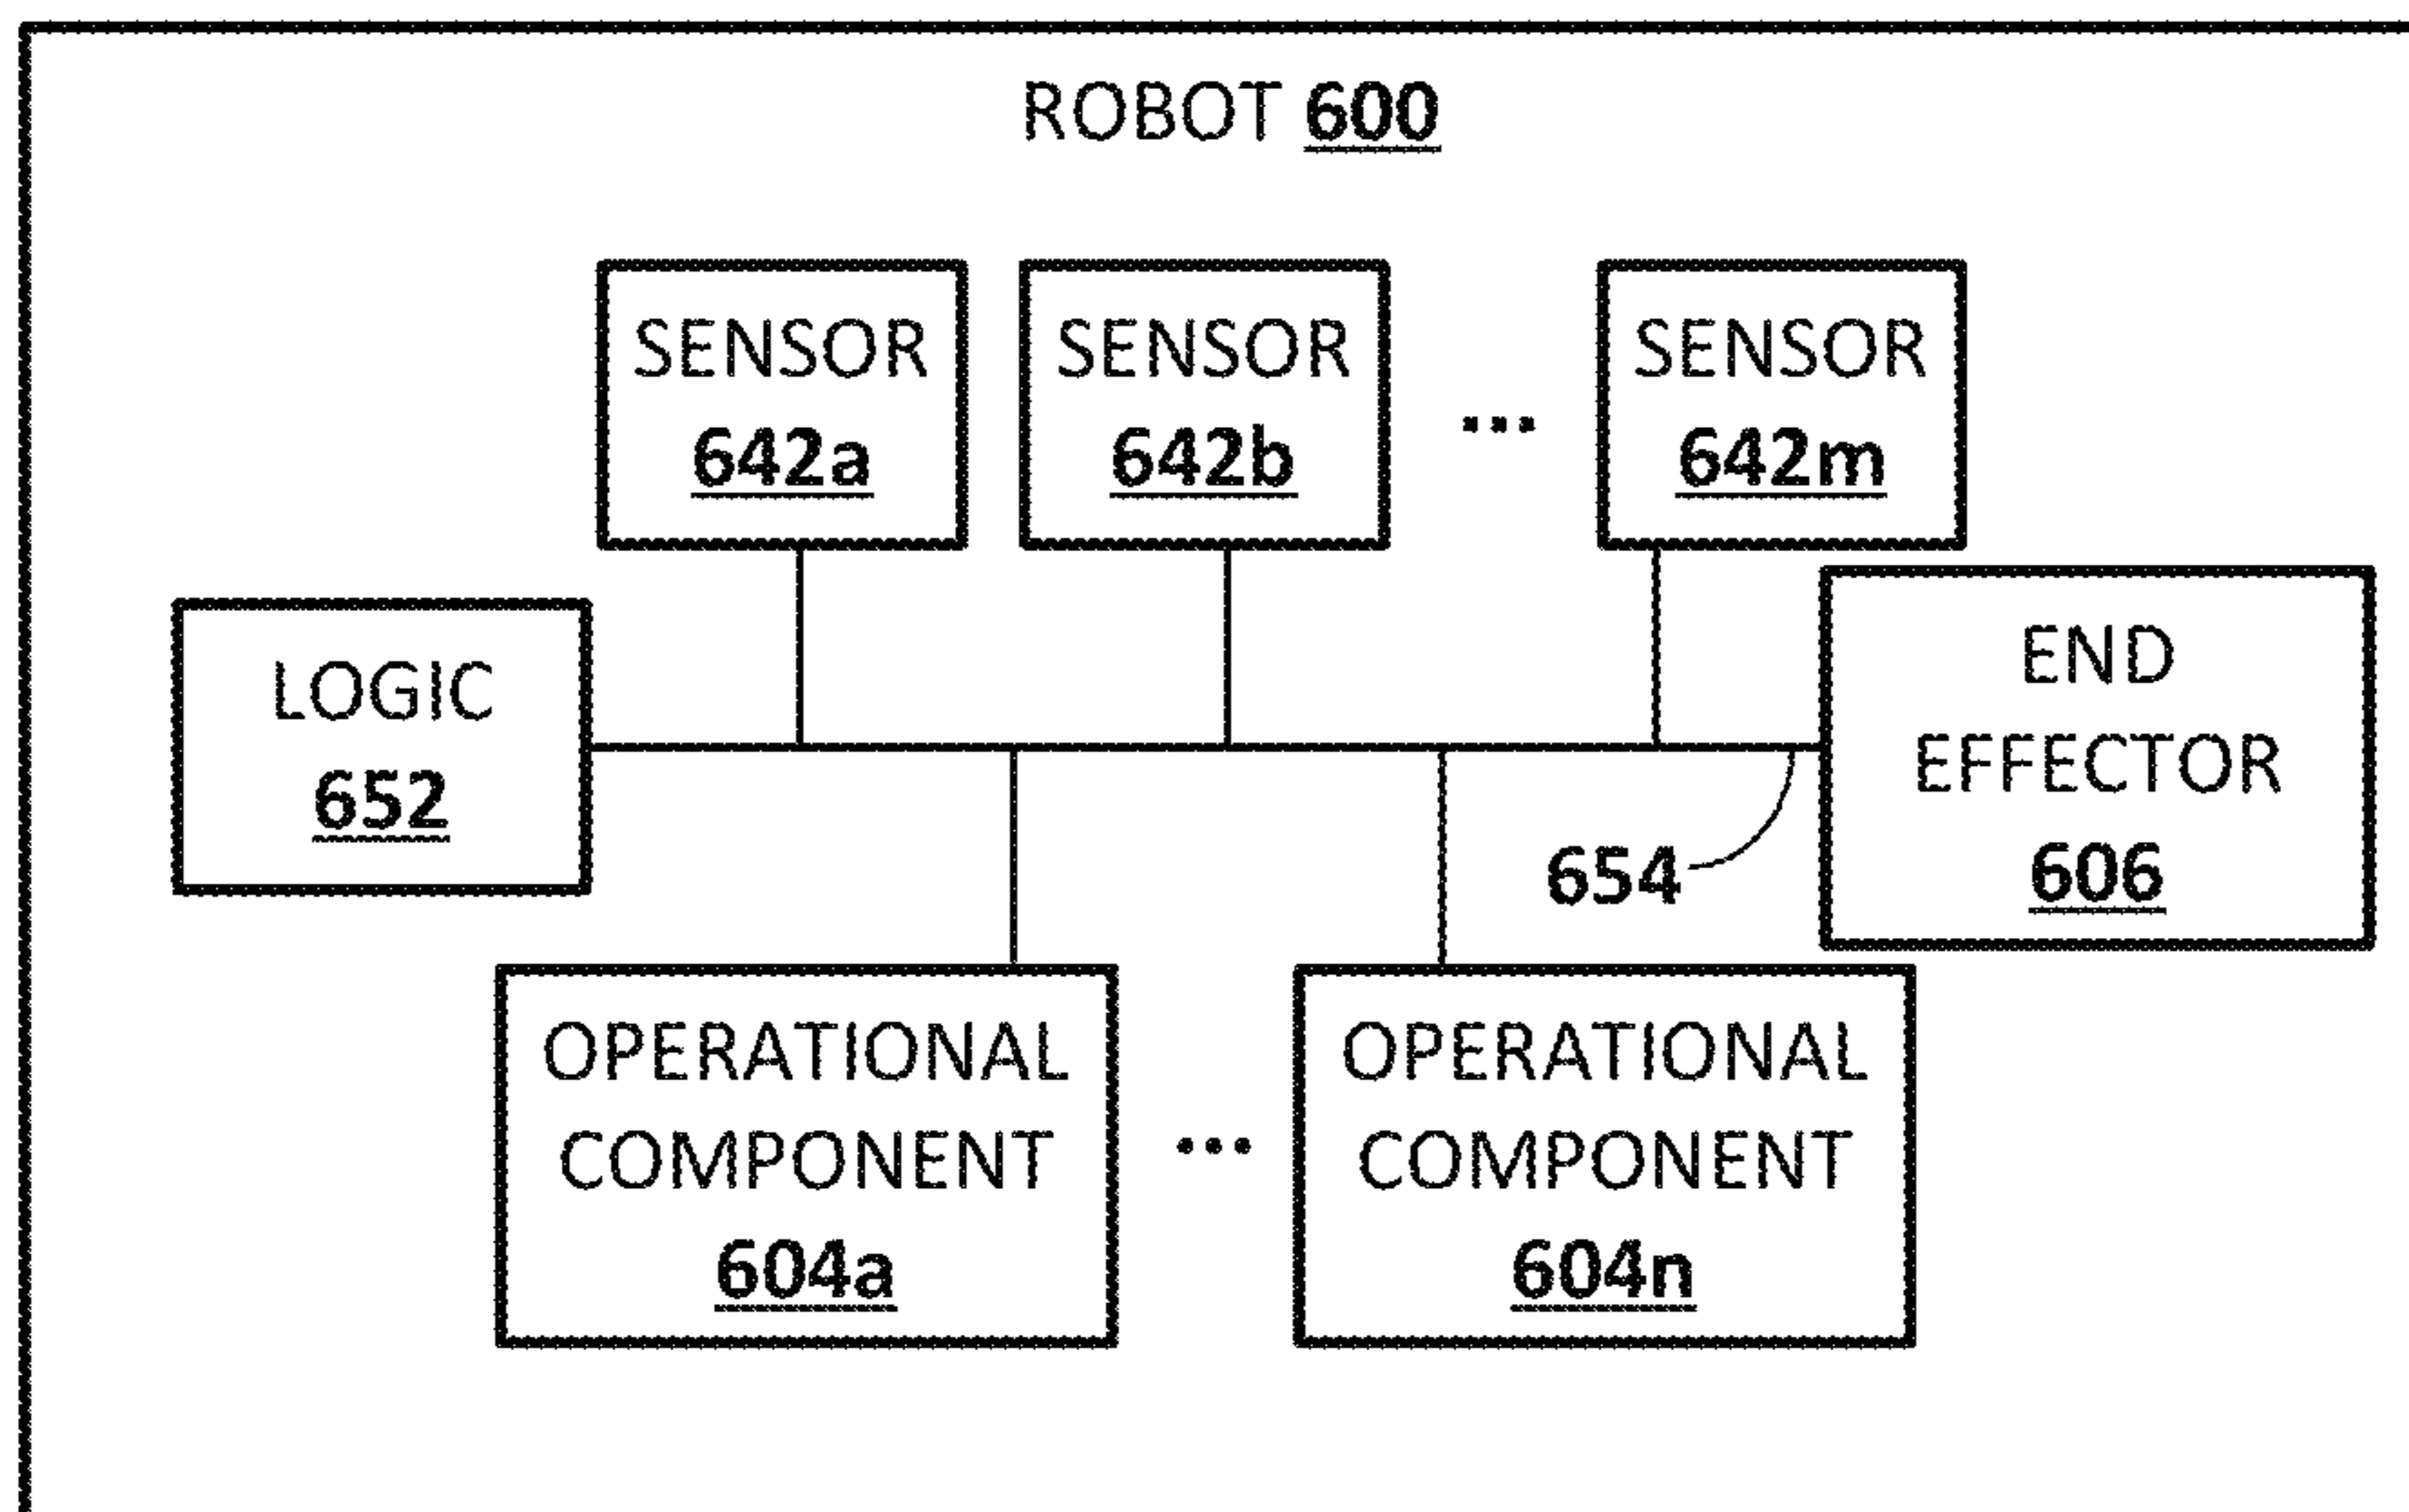 ROBOT 600
SENSOR
642a
SENSOR
642b
...
SENSOR
642m
LOGIC
652
END
EFFECTOR
606
654
OPERATIONAL
COMPONENT
604a
...
OPERATIONAL
COMPONENT
604n